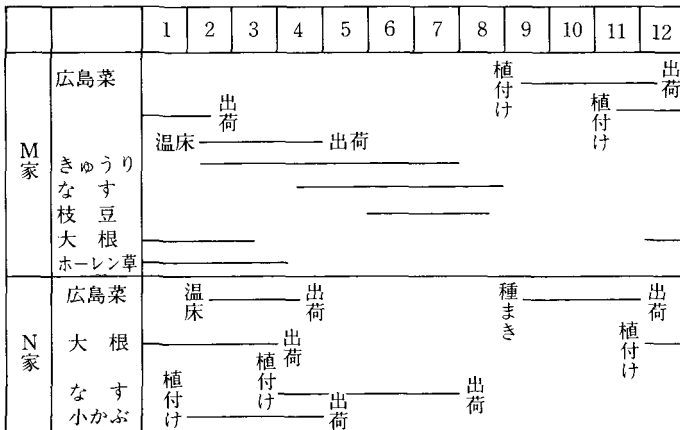 1 2 3 4 5 6 7 8 9 10 11 12
M家
広島菜 植付け 出荷
出荷 植付け
温床 出荷
きゅうり
なす
枝豆
大根
ホーレン草
N家
広島菜 温床 出荷 種まき 出荷
大根 出荷 植付け
なす 植付け 出荷
小かぶ 植付け 出荷